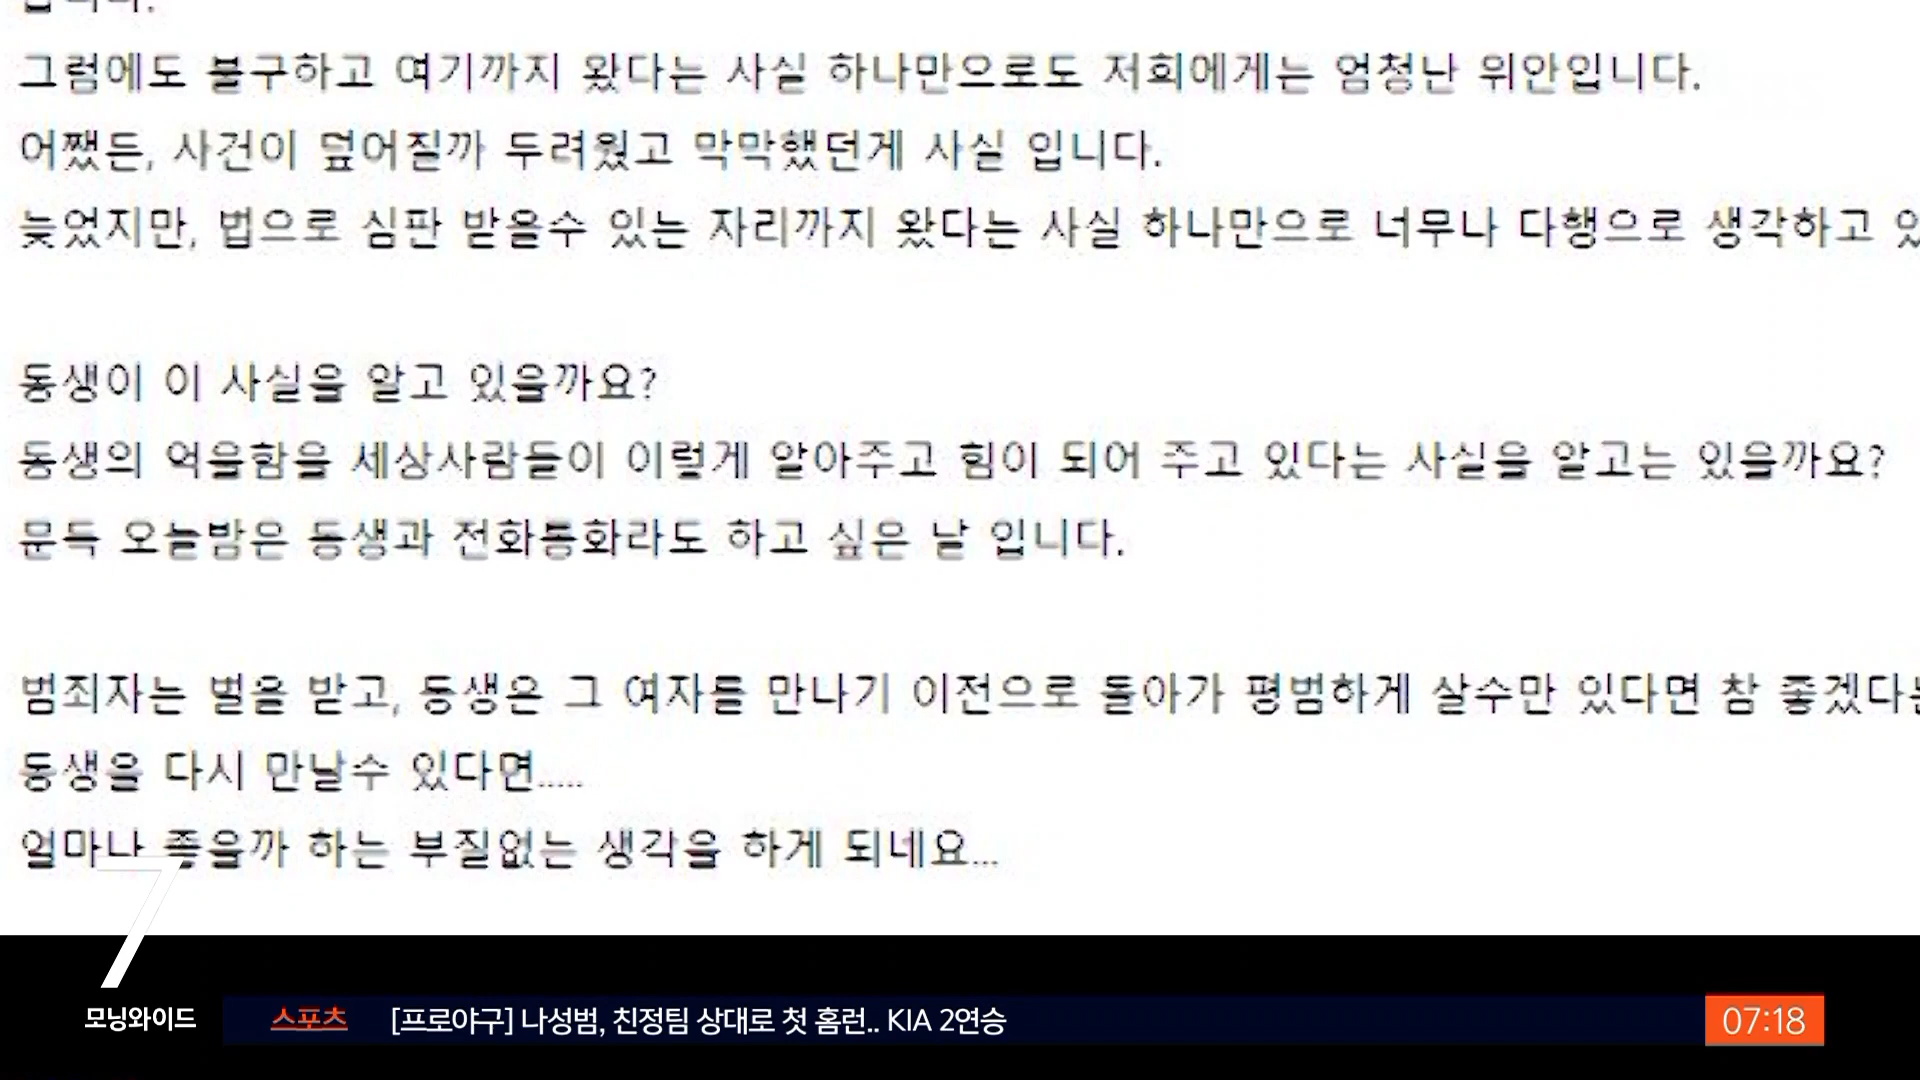 입니다.
그럼에도 불구하고 여기까지 왔다는 사실 하나만으로도 저희에게는 엄청난 위안입니다.
어쨌든, 사건이 덮어질까 두려웠고 막막했던게 사실 입니다.
늦었지만, 법으로 심판 받을수 있는 자리까지 왔다는 사실 하나만으로 너무나 다행으로 생각하고
동생이 이 사실을 알고 있을까요?
동생의 억울함을 세상사람들이 이렇게 알아주고 힘이 되어 주고 있다는 사실을 알고는 있을까요?
문득 오늘밤은 동생과 전화통화라도 하고 싶은 날 입니다.
범죄자는 벌을 받고, 동생은 그 여자를 만나기 이전으로 돌아가 평범하게 살수만 있다면 참 좋겠다는
동생을 다시 만날수 있다면.....
얼마나 좋을까 하는 부질없는 생각을 하게 되네요...
7
모닝와이드 스포츠 [프로야구] 나성범, 친정팀 상대로 첫 홈런.. KIA 2연승 07:18